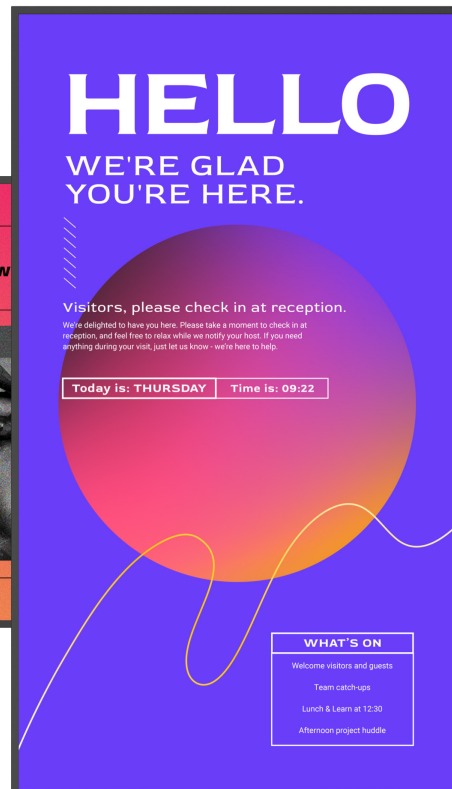 HELLO
WE'RE GLAD
YOU'RE HERE.
Visitors, please check in at reception.
We're delighted to have you here. Please take a moment to check in at
reception, and feel free to relax while we notify your host. If you need
anything during your visit, just let us know - we're here to help.
Today is: THURSDAY
Time is: 09:22
WHAT'S ON
Welcome visitors and guests
Team catch-ups
Lunch & Learn at 12:30
Afternoon project huddle